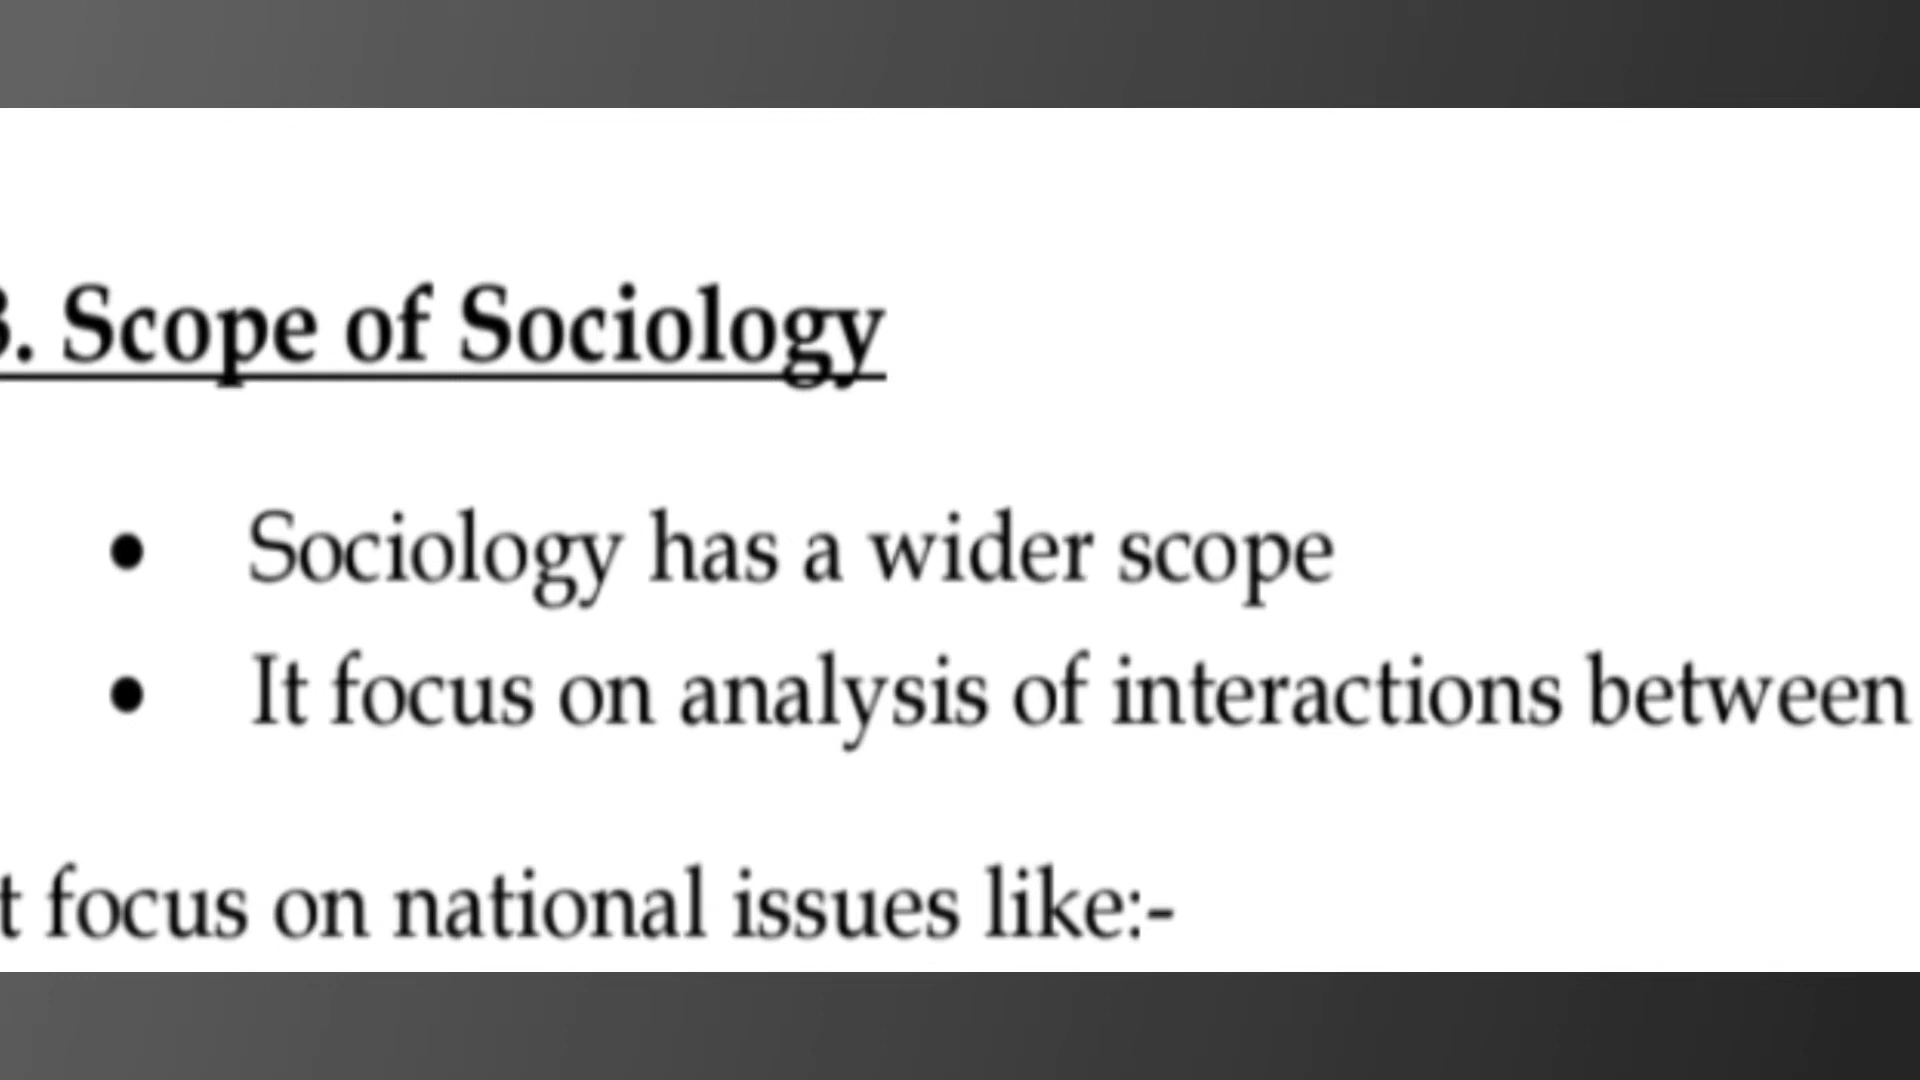 . Scope of Sociology
• Sociology has a wider scope
• It focus on analysis of interactions between
t focus on national issues like:-